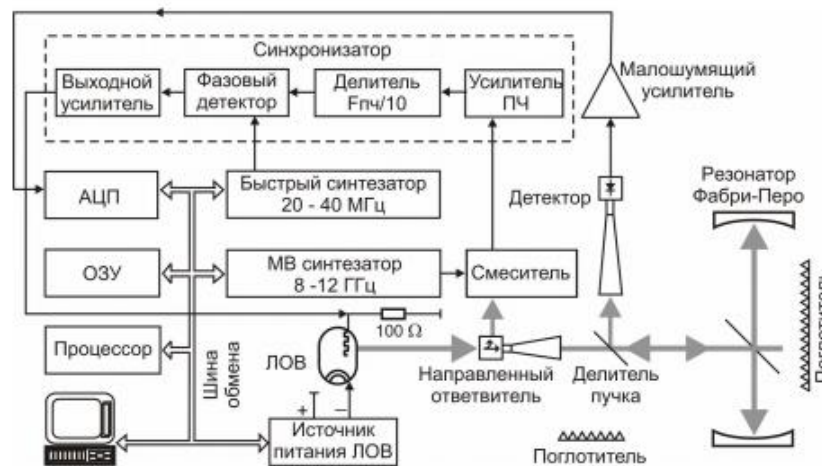 Синхронизатор
Выходной
усилитель
Фазовый
детектор
Делитель
Fпч/10
Усилитель
ПЧ
Малошумящий
усилитель
АЦП
Быстрый синтезатор
20 - 40 МГц
Детектор
Резонатор
Фабри-Перо
ОЗУ
МВ синтезатор
8 -12 ГГц
Смеситель
100 Ω
Процессор
Шина
обмена
ЛОВ
Направленный
ответвитель
Делитель
пучка
Поглотитель
+
−
Источник
питания ЛОВ
Поглотитель